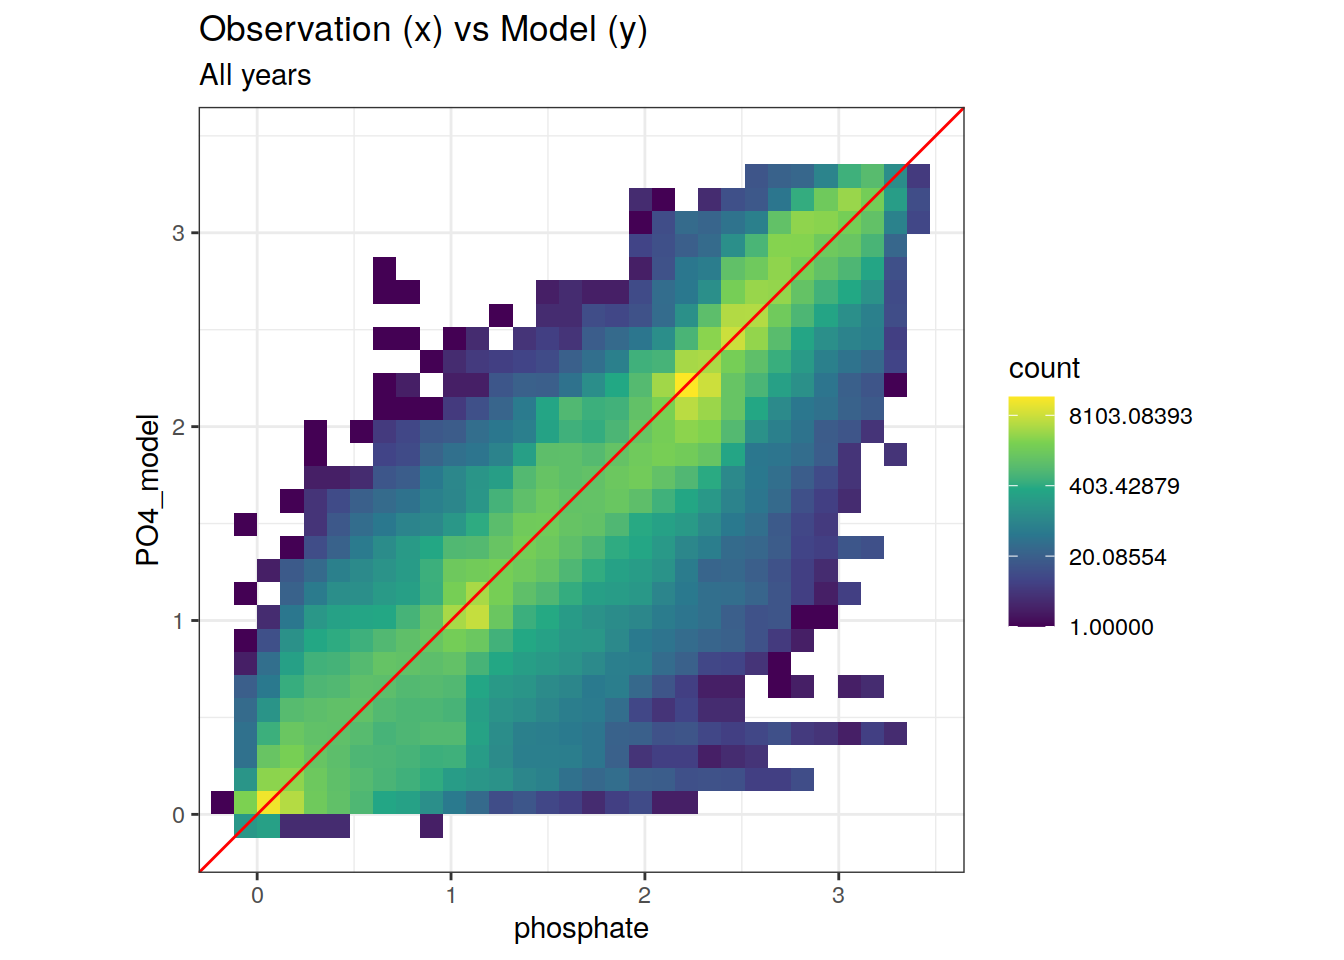 Observation (x) vs Model (y)
All years
PO4_model
3
2
1
0
0
1
2
3
phosphate
count
8103.08393
403.42879
20.08554
1.00000